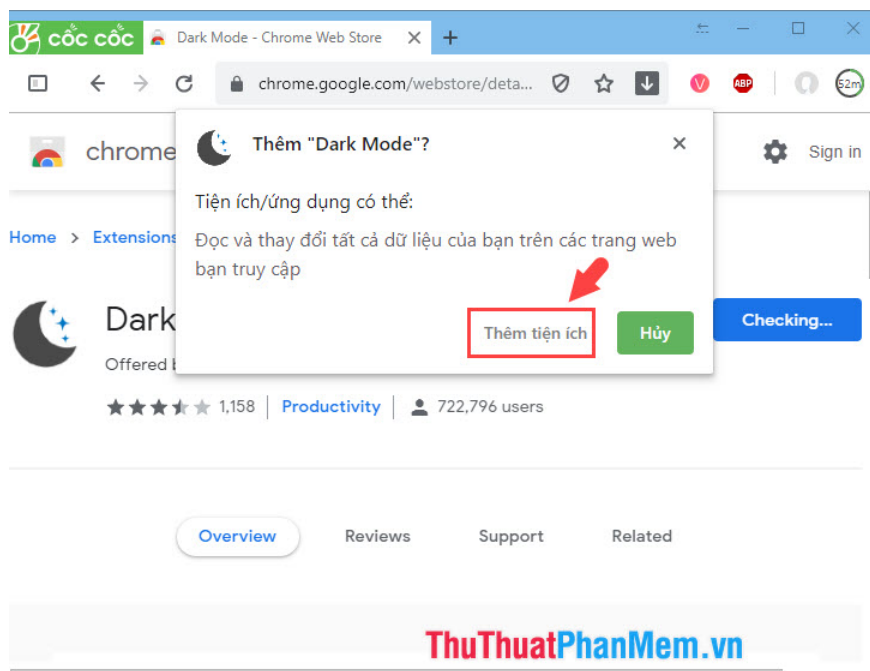 cốc cốc
Dark Mode - Chrome Web Store
chrome.google.com/webstore/deta...
V
ABP
52m
chrome
Sign in
Thêm "Dark Mode"?
Tiện ích/ứng dụng có thể:
Đọc và thay đổi tất cả dữ liệu của bạn trên các trang web
bạn truy cập
Thêm tiện ích
Hủy
Home > Extensions
Dark
Checking...
Offered
1,158 | Productivity | 722,796 users
Overview
Reviews
Support
Related
ThuThuatPhanMem.vn